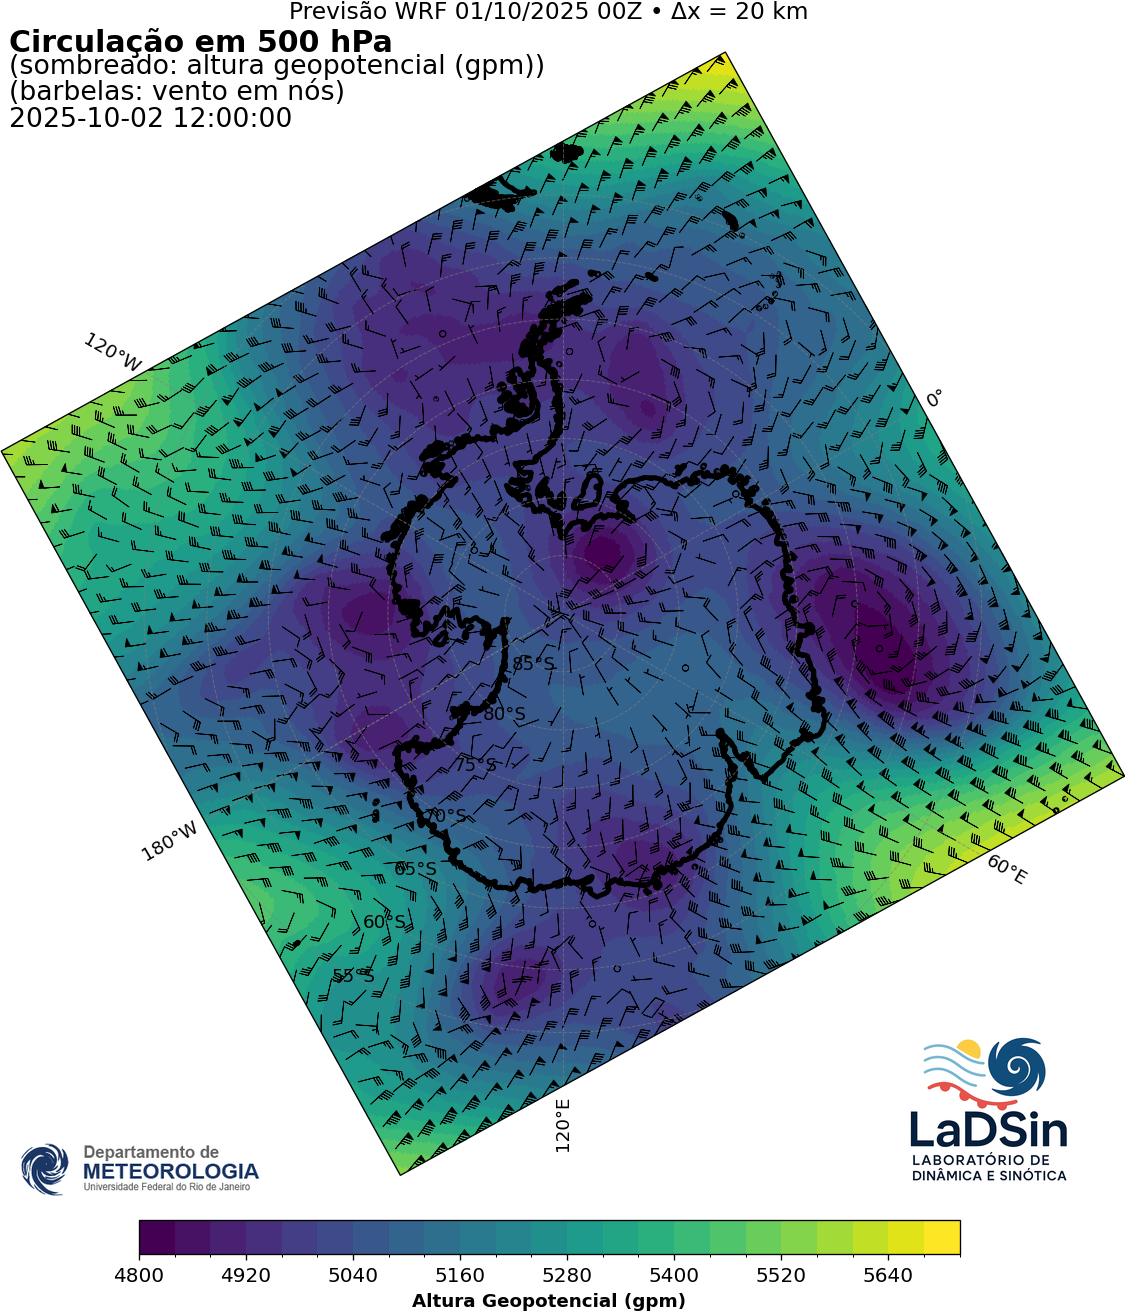 Previsão WRF 01/10/2025 00Z • Δx = 20 km
Circulação em 500 hPa
(sombreado: altura geopotencial (gpm))
(barbelas: vento em nós)
2025-10-02 12:00:00
120°W
0°
85°S
80°S
75°S
70°S
65°S
60°S
55°S
180°W
60°E
120°E
Departamento de
METEOROLOGIA
Universidade Federal do Rio de Janeiro
LaDSin
LABORATÓRIO DE
DINÂMICA E SINÓTICA
4800 4920 5040 5160 5280 5400 5520 5640
Altura Geopotencial (gpm)